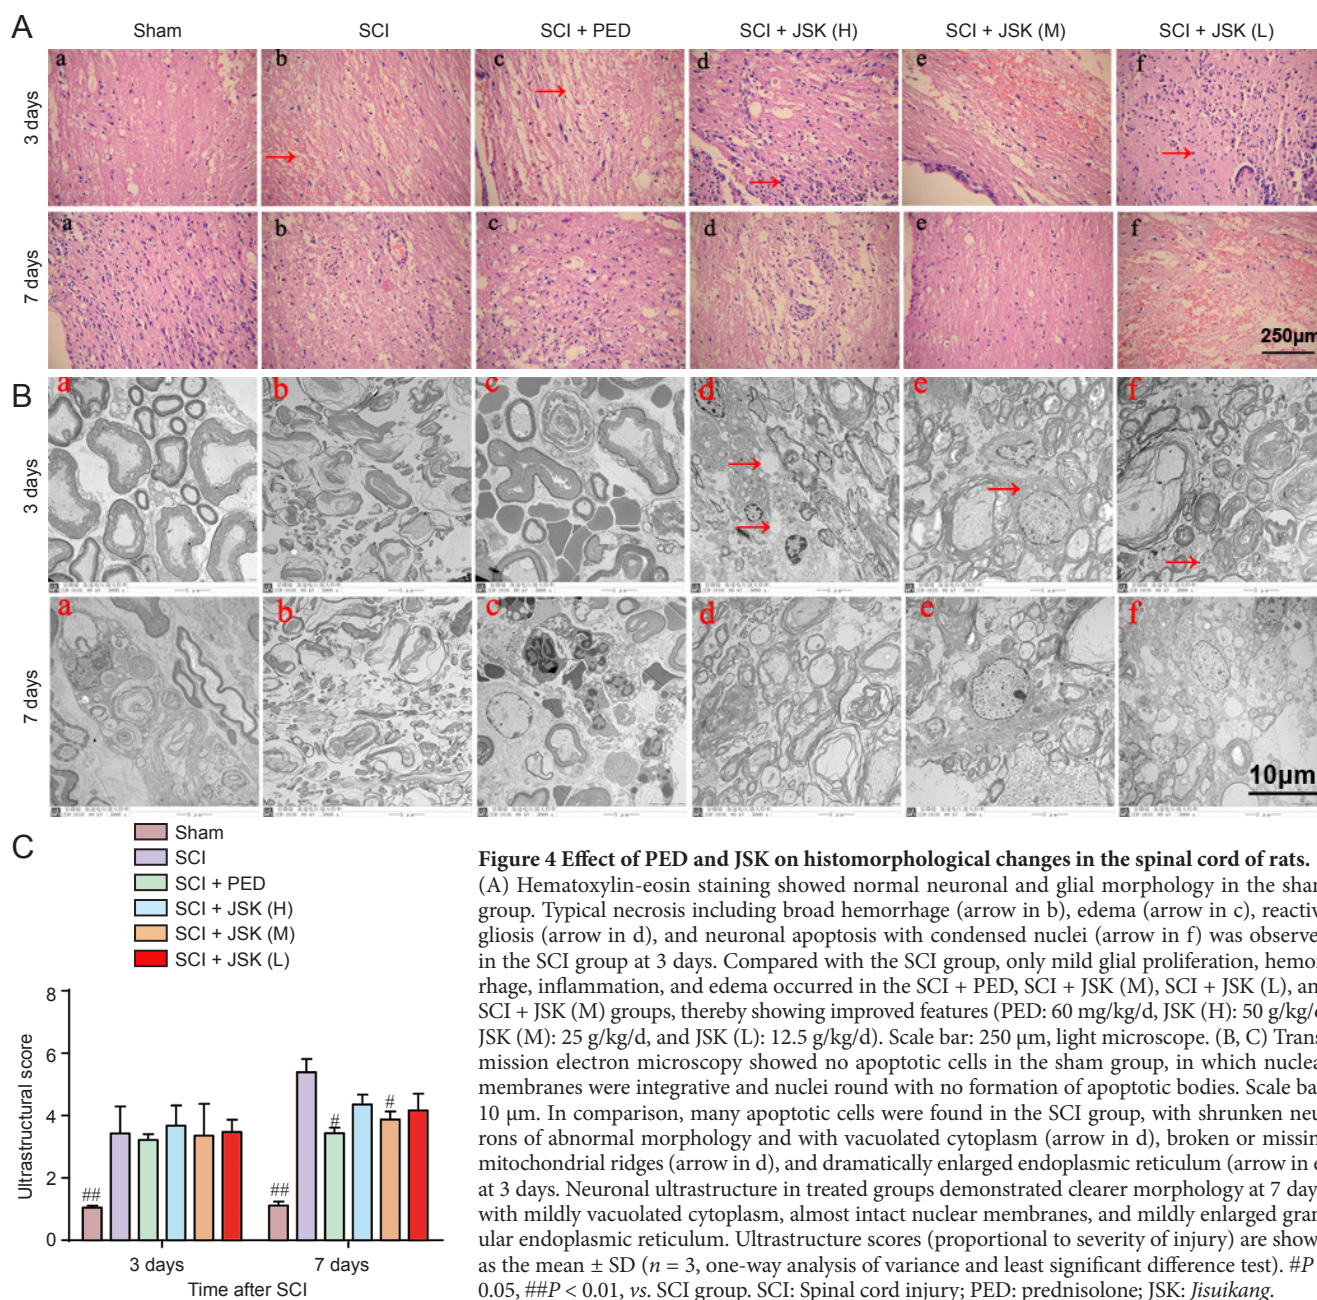 A
Sham
SCI
SCI + PED
SCI + JSK (H)
SCI + JSK (M)
SCI + JSK (L)
3 days
a
b
c
d
e
f
7 days
a
b
c
d
e
f
250µm
B
3 days
a
b
c
d
e
f
7 days
a
b
c
d
e
f
10µm
C
Sham
SCI
SCI + PED
SCI + JSK (H)
SCI + JSK (M)
SCI + JSK (L)
Ultrastructural score
8
6
4
2
0
##
##
#
#
3 days
7 days
Time after SCI
Figure 4 Effect of PED and JSK on histomorphological changes in the spinal cord of rats.
(A) Hematoxylin-eosin staining showed normal neuronal and glial morphology in the sham
group. Typical necrosis including broad hemorrhage (arrow in b), edema (arrow in c), reactiv
gliosis (arrow in d), and neuronal apoptosis with condensed nuclei (arrow in f) was observe
in the SCI group at 3 days. Compared with the SCI group, only mild glial proliferation, hemor
rhage, inflammation, and edema occurred in the SCI + PED, SCI + JSK (M), SCI + JSK (L), an
SCI + JSK (M) groups, thereby showing improved features (PED: 60 mg/kg/d, JSK (H): 50 g/kg/d
JSK (M): 25 g/kg/d, and JSK (L): 12.5 g/kg/d). Scale bar: 250 µm, light microscope. (B, C) Trans
mission electron microscopy showed no apoptotic cells in the sham group, in which nuclea
membranes were integrative and nuclei round with no formation of apoptotic bodies. Scale ba
10 µm. In comparison, many apoptotic cells were found in the SCI group, with shrunken neu
rons of abnormal morphology and with vacuolated cytoplasm (arrow in d), broken or missin
mitochondrial ridges (arrow in d), and dramatically enlarged endoplasmic reticulum (arrow in e
at 3 days. Neuronal ultrastructure in treated groups demonstrated clearer morphology at 7 day
with mildly vacuolated cytoplasm, almost intact nuclear membranes, and mildly enlarged gran
ular endoplasmic reticulum. Ultrastructure scores (proportional to severity of injury) are show
as the mean ± SD (n = 3, one-way analysis of variance and least significant difference test). #P
0.05, ##P < 0.01, vs. SCI group. SCI: Spinal cord injury; PED: prednisolone; JSK: Jisuikang.